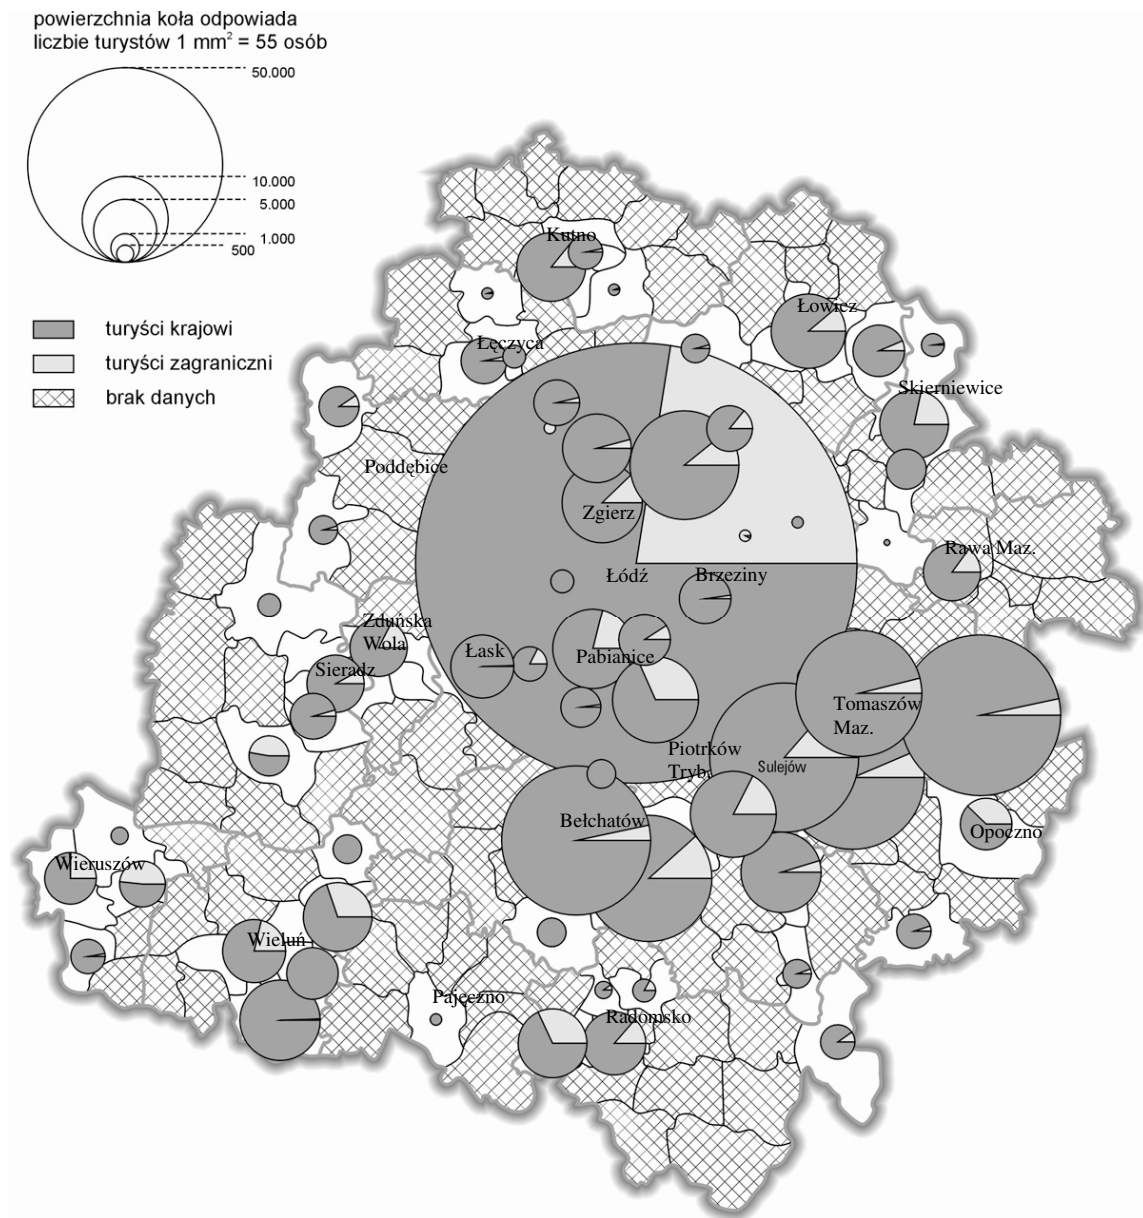 powierzchnia koła odpowiada
liczbie turystów 1 mm² = 55 osób
50.000
10.000
5.000
1.000
500
turyści krajowi
turyści zagraniczni
brak danych
Kutno
Łowicz
Łęczyca
Skierniewice
Poddębice
Zgierz
Rawa Maz.
Łódź
Brzeziny
Zduńska
Wola
Łask
Pabianice
Sieradz
Tomaszów
Maz.
Piotrków
Tryb.
Sulejów
Bełchatów
Opoczno
Wieruszów
Wieluń
Pajęczno
Radomsko